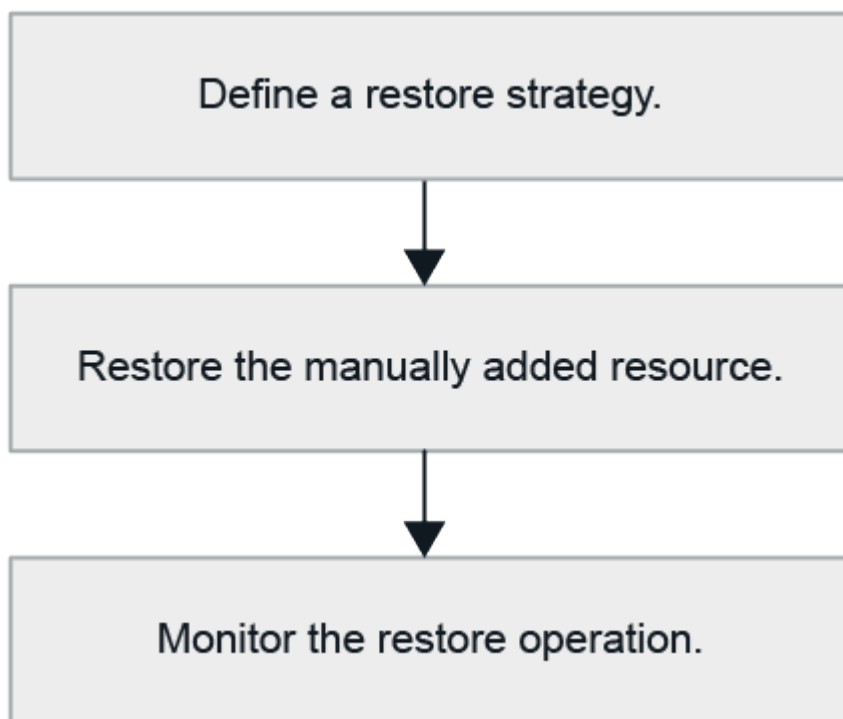 Define a restore strategy.
Restore the manually added resource.
Monitor the restore operation.